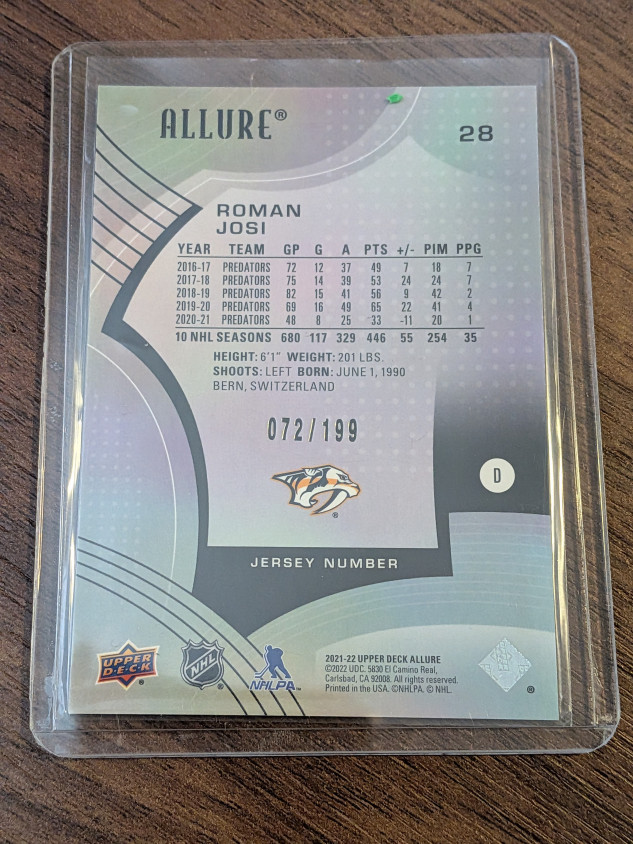 ALLURE®
28
ROMAN
JOSI
YEAR TEAM GP G A PTS +/- PIM PPG
2016-17 PREDATORS 72 12 37 49 7 18 7
2017-18 PREDATORS 75 14 39 53 24 24 7
2018-19 PREDATORS 82 15 41 56 9 42 2
2019-20 PREDATORS 69 16 49 65 22 41 4
2020-21 PREDATORS 48 8 25 33 -11 20 1
10 NHL SEASONS 680 117 329 446 55 254 35
HEIGHT: 6'1" WEIGHT: 201 LBS.
SHOOTS: LEFT BORN: JUNE 1, 1990
BERN, SWITZERLAND
072/199
®
D
JERSEY NUMBER
UPPER
D·E·C·K
®
NHL
®
NHLPA™
2021-22 UPPER DECK ALLURE
©2022 UDC. 5830 El Camino Real,
Carlsbad, CA 92008. All rights reserved.
Printed in the USA. ©NHLPA. © NHL.
®